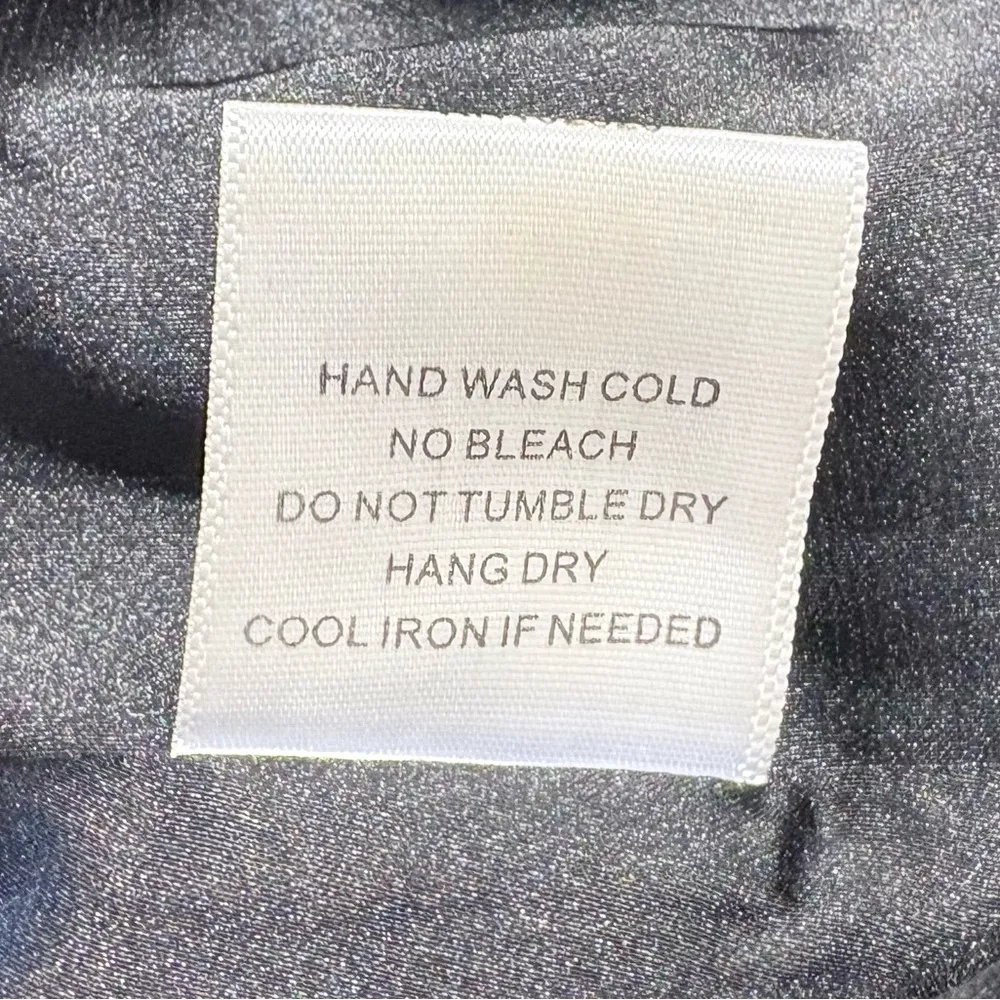 HAND WASH COLD
NO BLEACH
DO NOT TUMBLE DRY
HANG DRY
COOL IRON IF NEEDED